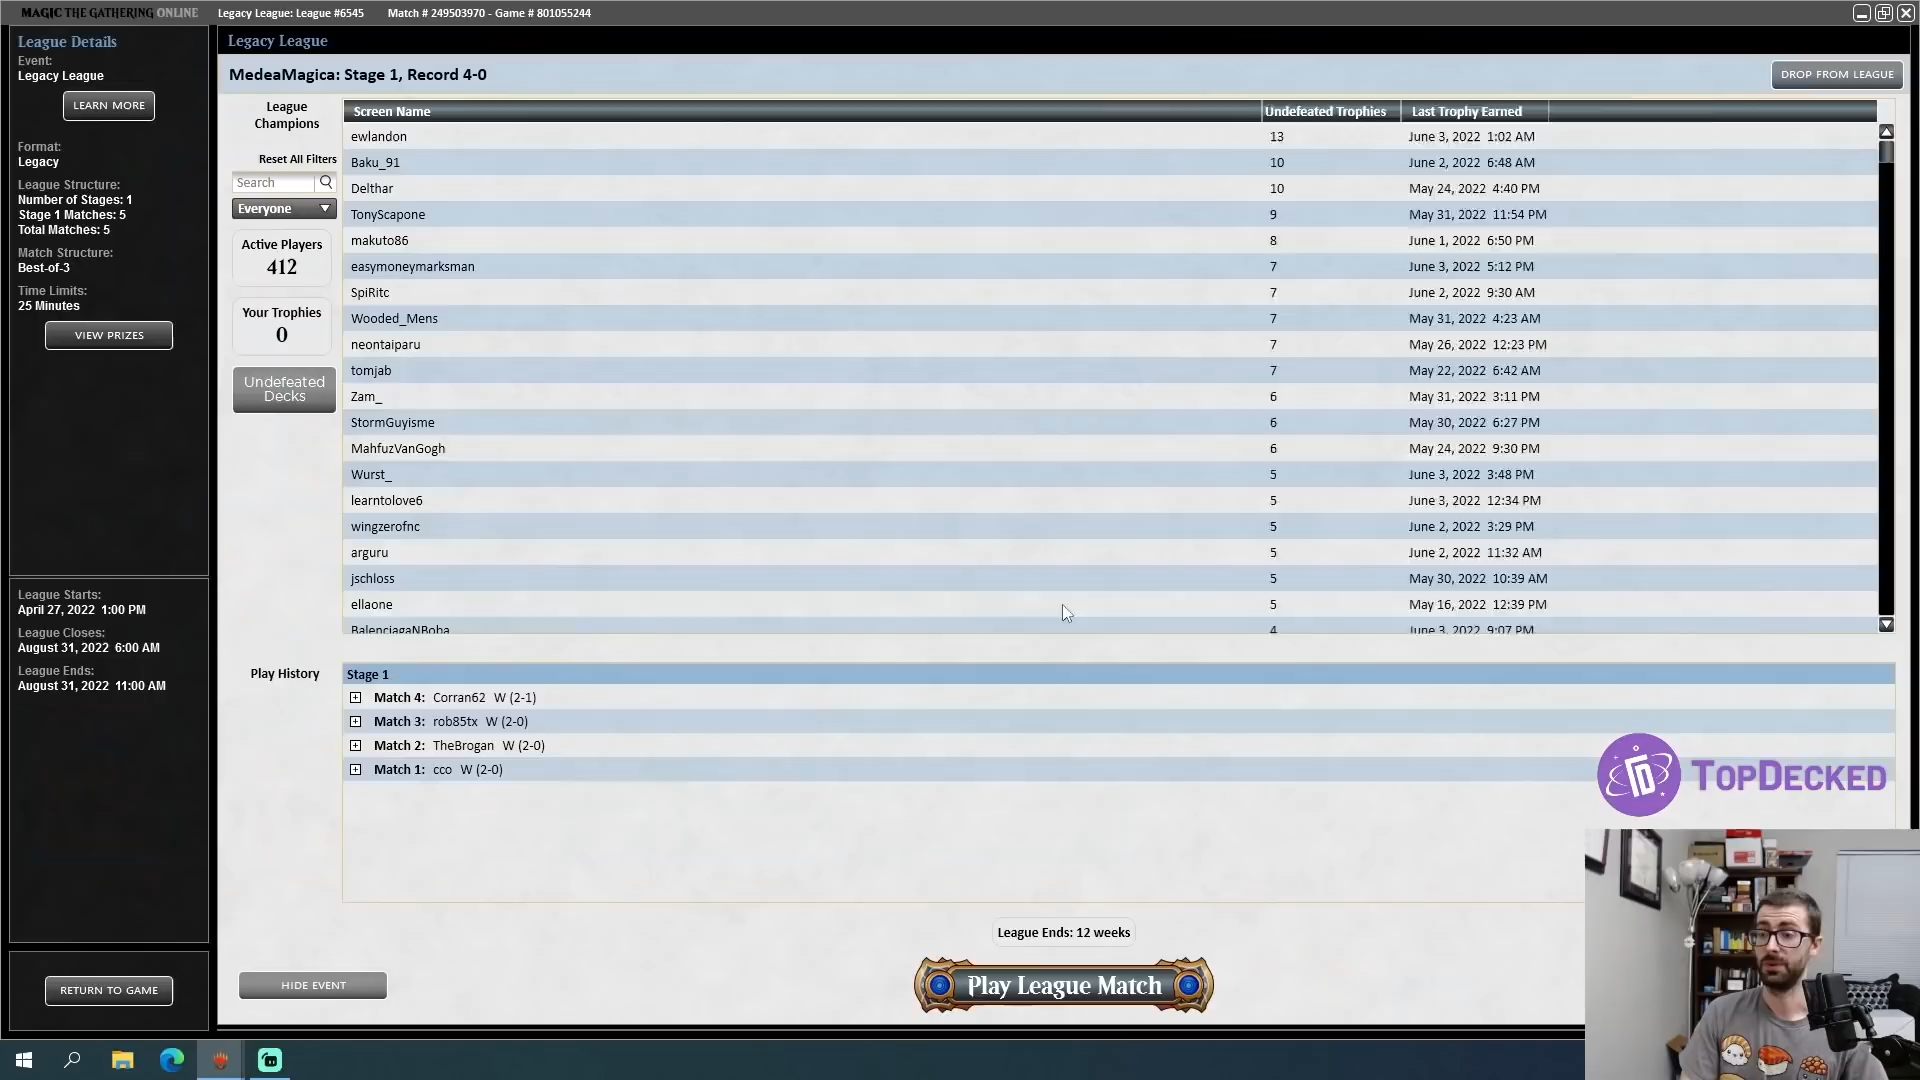 MAGIC THE GATHERING ONLINE Legacy League: League #6545 Match # 249503970 - Game # 801055244
League Details
Event:
Legacy League
LEARN MORE
Format:
Legacy
League Structure:
Number of Stages: 1
Stage 1 Matches: 5
Total Matches: 5
Match Structure:
Best-of-3
Time Limits:
25 Minutes
VIEW PRIZES
League Starts:
April 27, 2022 1:00 PM
League Closes:
August 31, 2022 6:00 AM
League Ends:
August 31, 2022 11:00 AM
RETURN TO GAME
Legacy League
MedeaMagica: Stage 1, Record 4-0
DROP FROM LEAGUE
League
Champions
Reset All Filters
Search
Everyone
Active Players
412
Your Trophies
0
Undefeated
Decks
Screen Name Undefeated Trophies Last Trophy Earned
ewlandon 13 June 3, 2022 1:02 AM
Baku_91 10 June 2, 2022 6:48 AM
Delthar 10 May 24, 2022 4:40 PM
TonyScapone 9 May 31, 2022 11:54 PM
makuto86 8 June 1, 2022 6:50 PM
easymoneymarksman 7 June 3, 2022 5:12 PM
SpiRitc 7 June 2, 2022 9:30 AM
Wooded_Mens 7 May 31, 2022 4:23 AM
neontaiparu 7 May 26, 2022 12:23 PM
tomjab 7 May 22, 2022 6:42 AM
Zam_ 6 May 31, 2022 3:11 PM
StormGuyisme 6 May 30, 2022 6:27 PM
MahfuzVanGogh 6 May 24, 2022 9:30 PM
Wurst_ 5 June 3, 2022 3:48 PM
learntolove6 5 June 3, 2022 12:34 PM
wingzerofnc 5 June 2, 2022 3:29 PM
arguru 5 June 2, 2022 11:32 AM
jschloss 5 May 30, 2022 10:39 AM
ellaone 5 May 16, 2022 12:39 PM
BalenciagaNBoba 4 June 3, 2022 9:07 PM
Play History
Stage 1
Match 4: Corran62 W (2-1)
Match 3: rob85tx W (2-0)
Match 2: TheBrogan W (2-0)
Match 1: cco W (2-0)
TOPDECKED
League Ends: 12 weeks
HIDE EVENT
Play League Match